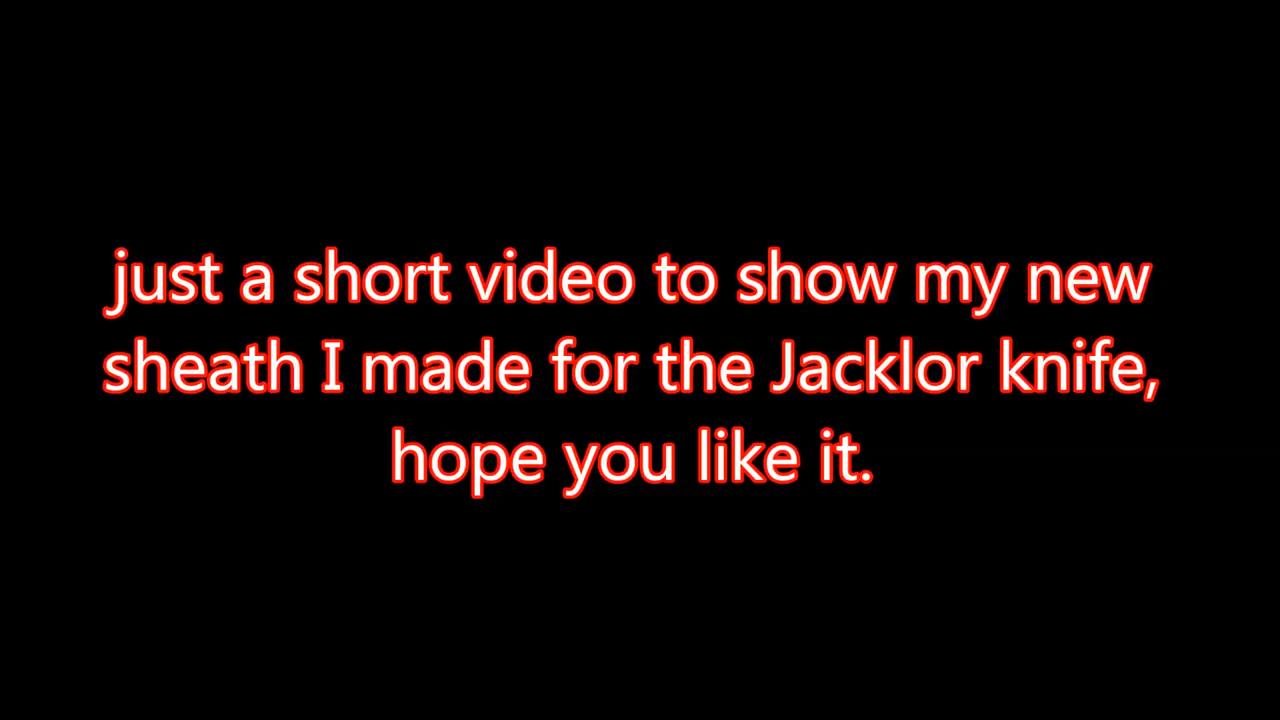 just a short video to show my new
sheath I made for the Jacklor knife,
hope you like it.